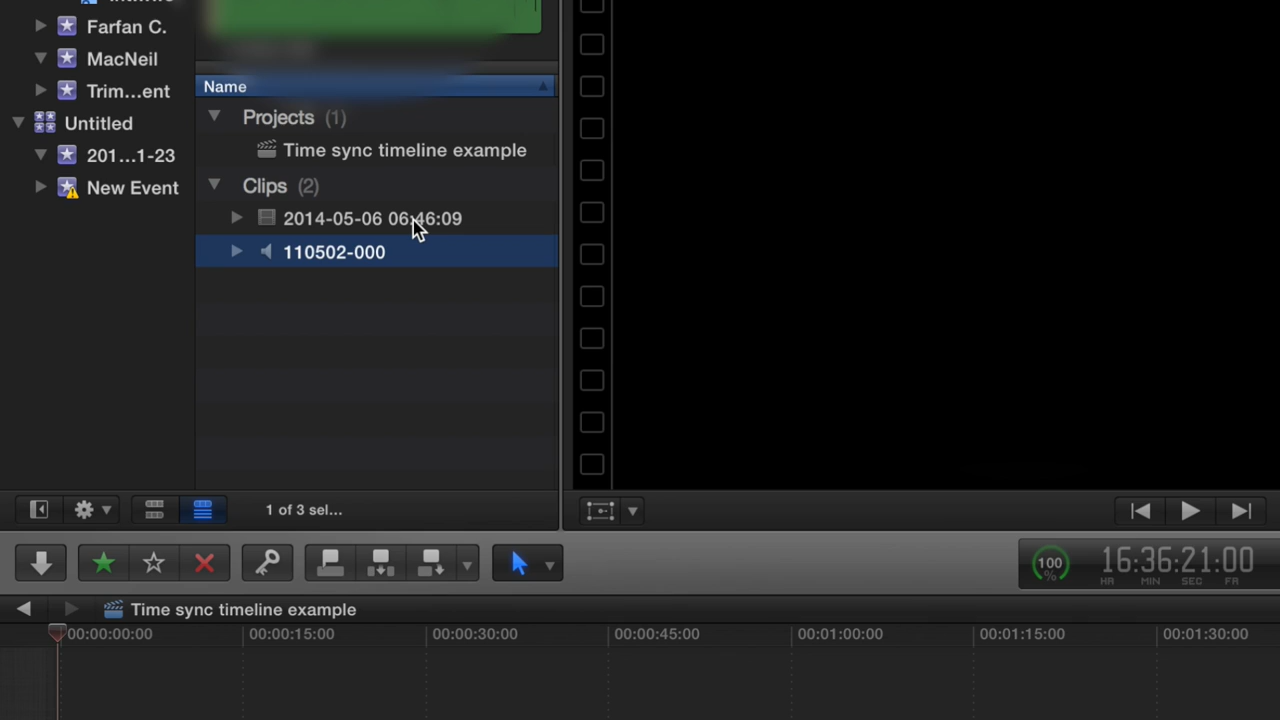 Farfan C.
MacNeil
Trim...ent
Untitled
201...1-23
New Event
Name
Projects (1)
Time sync timeline example
Clips (2)
2014-05-06 06:46:09
110502-000
1 of 3 sel...
100 %
16:36:21:00
HR MIN SEC FR
Time sync timeline example
00:00:00:00 00:00:15:00 00:00:30:00 00:00:45:00 00:01:00:00 00:01:15:00 00:01:30:00